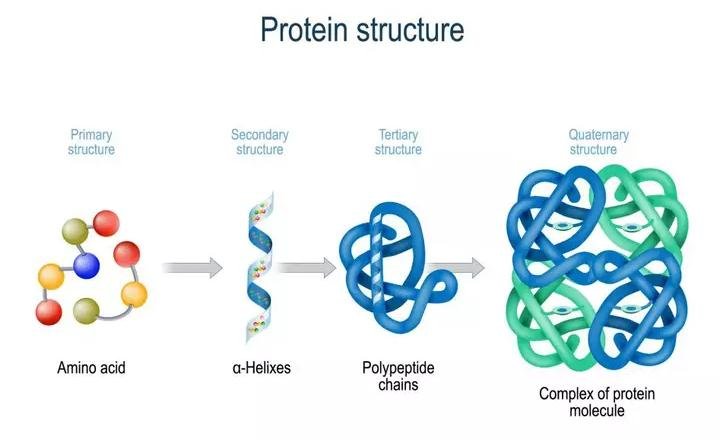 Protein structure
Primary
structure
Secondary
structure
Tertiary
structure
Quaternary
structure
Amino acid
α-Helixes
Polypeptide
chains
Complex of protein
molecule